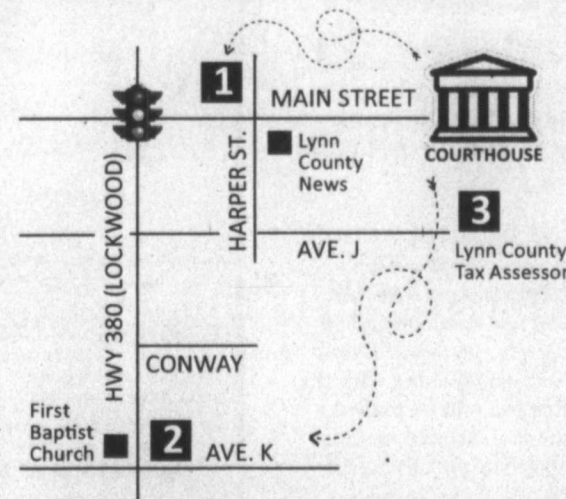 1
MAIN STREET
COURTHOUSE
Lynn
County
News
HARPER ST.
HWY 380 (LOCKWOOD)
3
AVE. J
Lynn County
Tax Assessor
CONWAY
First
Baptist
Church
2
AVE. K